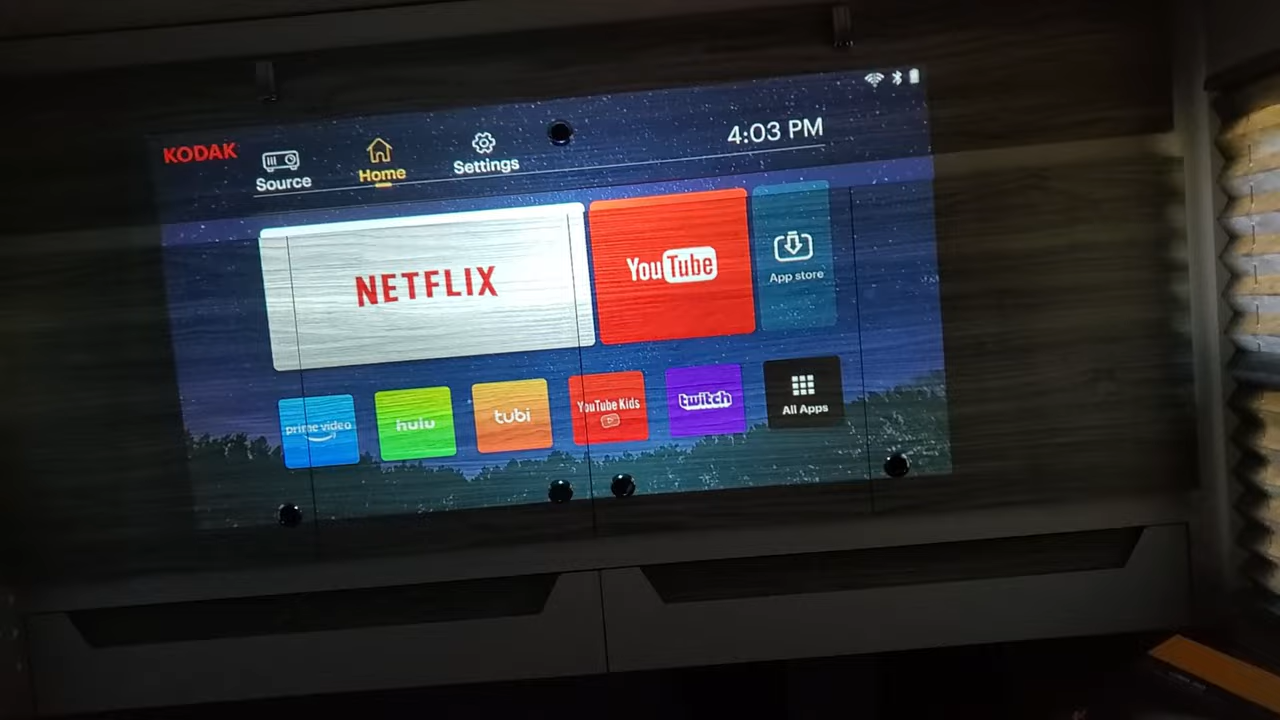 KODAK
Source
Home
Settings
4:03 PM
NETFLIX
YouTube
App store
prime video
hulu
tubi
YouTube Kids
twitch
All Apps